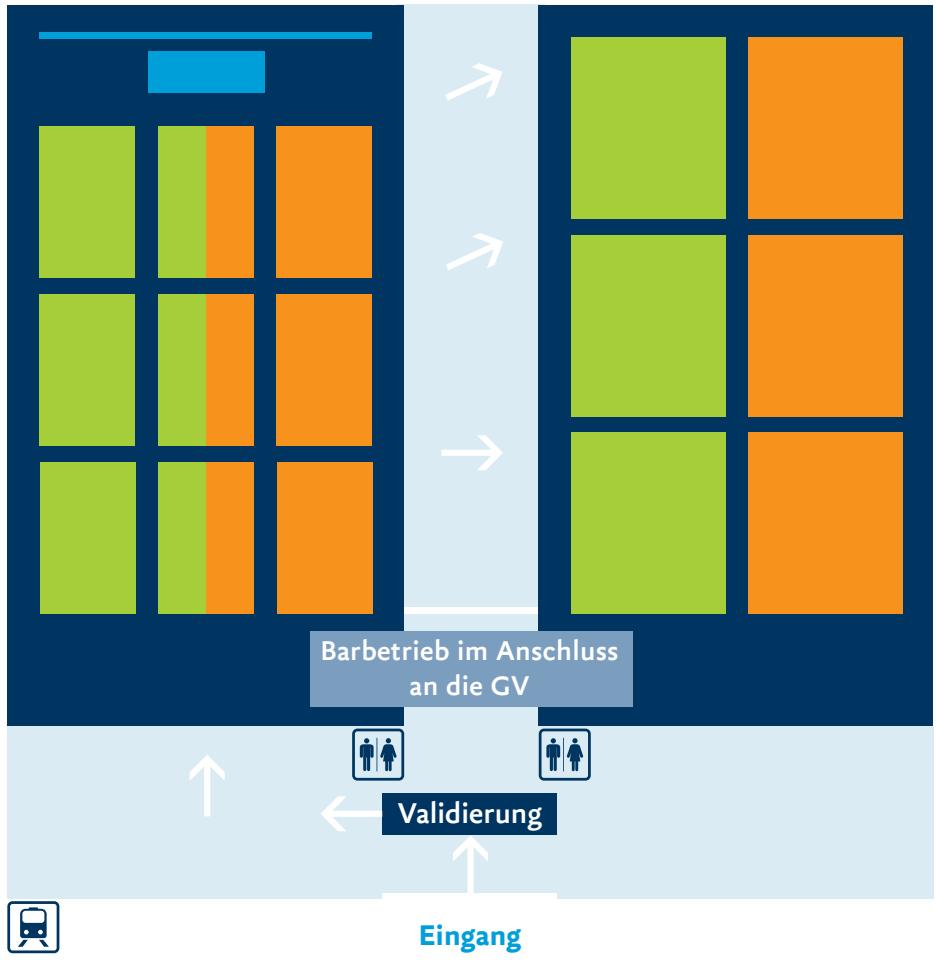 Barbetrieb im Anschluss
an die GV
Validierung
Eingang